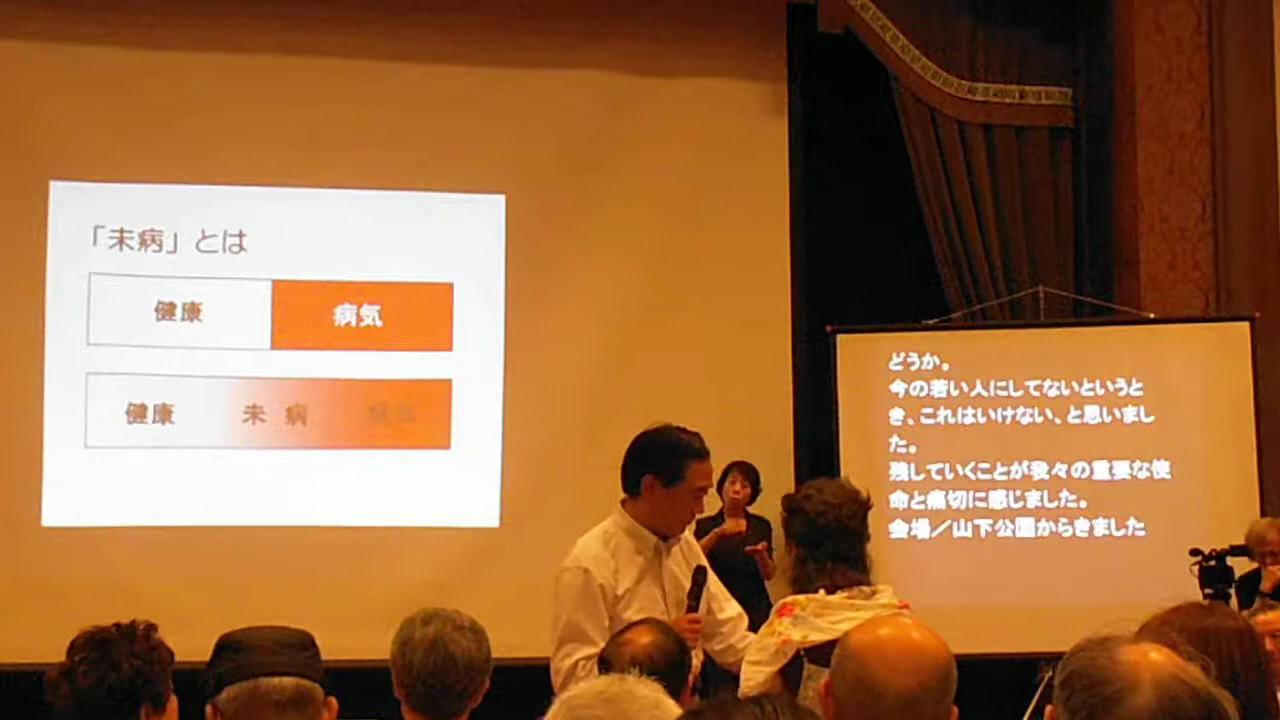 「未病」とは
健康 病気
健康 未病
どうか。
今の若い人にしてないというと
き、これはいけない、と思いまし
た。
残していくことが我々の重要な使
命と痛切に感じました。
会場／山下公園からきました